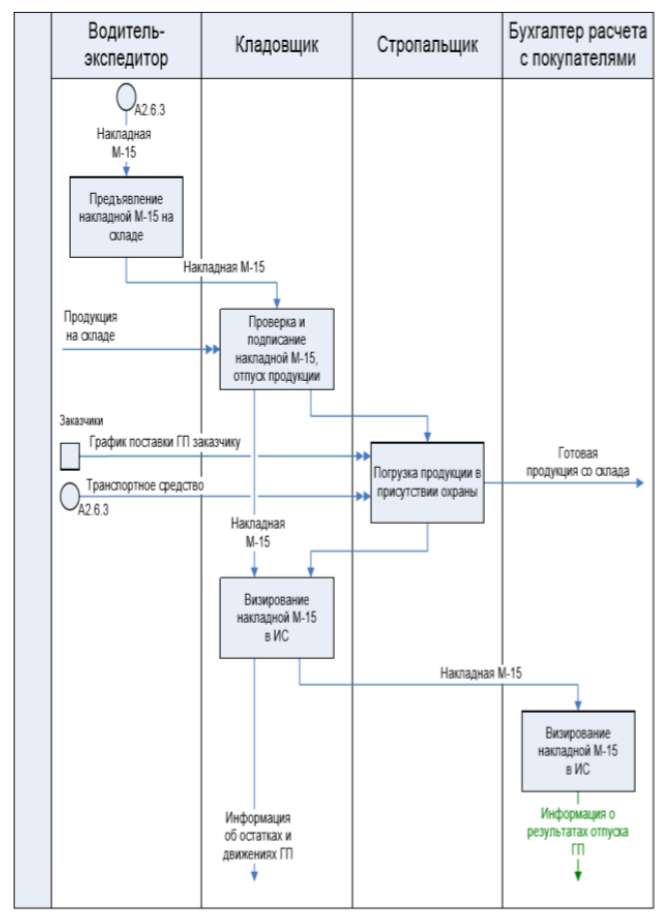 Водитель-
экспедитор
Кладовщик
Стропальщик
Бухгалтер расчета
с покупателями
А2.6.3
Накладная
М-15
Предъявление
накладной М-15 на
складе
Накладная М-15
Продукция
на складе
Проверка и
подписание
накладной М-15,
отпуск продукции
Заказчики
График поставки ГП заказчику
Транспортное средство
А2.6.3
Погрузка продукции в
присутствии охраны
Готовая
продукция со склада
Накладная
М-15
Визирование
накладной М-15
в ИС
Накладная М-15
Визирование
накладной М-15
в ИС
Информация
об остатках и
движениях ГП
Информация о
результатах отпуска
ГП